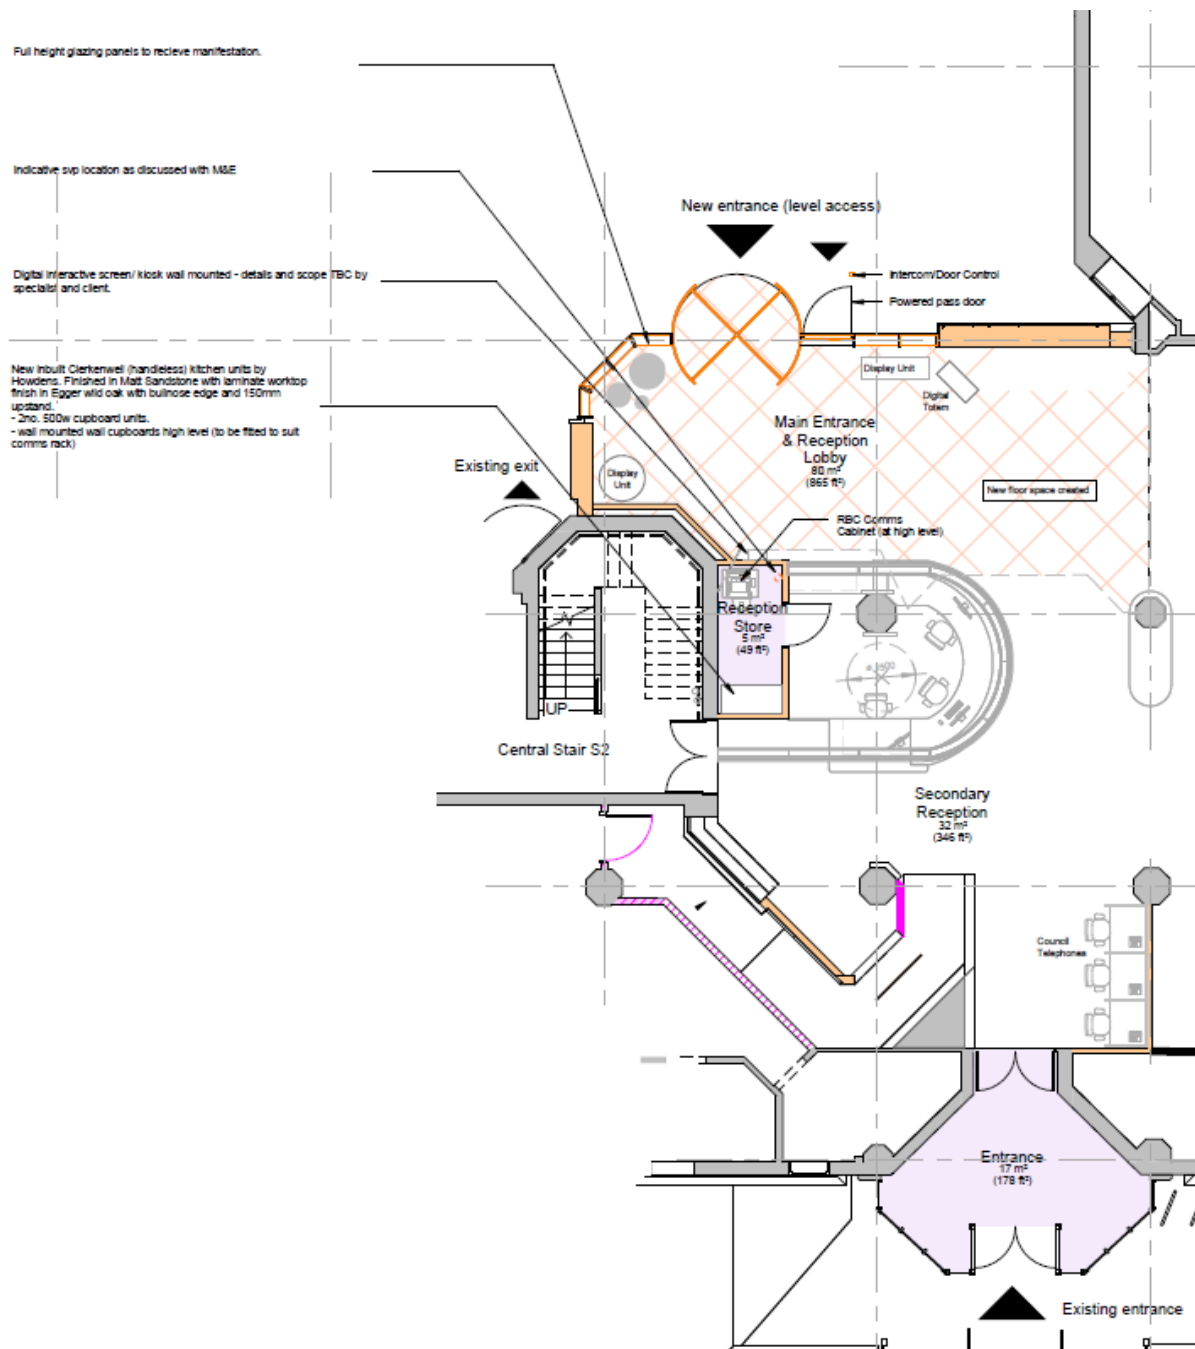 Full height glazing panels to recieve manifestation.
Indicative svp location as discussed with M&E
New entrance (level access)
Digital interactive screen/ kiosk wall mounted - details and scope TBC by
specialist and client.
Intercom/Door Control
Powered pass door
New inbuilt Clerkenwell (handleless) kitchen units by
Howdens. Finished in Matt Sandstone with laminate worktop
finish in Egger wild oak with bullnose edge and 150mm
upstand.
- 2no. 500w cupboard units.
- wall mounted wall cupboards high level (to be fitted to suit
comms rack)
Display Unit
Digital
Totem
Main Entrance
& Reception
Lobby
80 m²
(865 ft²)
Existing exit
Display
Unit
New floor space created
RBC Comms
Cabinet (at high level)
Reception
Store
5 m²
(49 ft²)
UP
Central Stair S2
Secondary
Reception
32 m²
(346 ft²)
Council
Telephones
Entrance
17 m²
(178 ft²)
Existing entrance